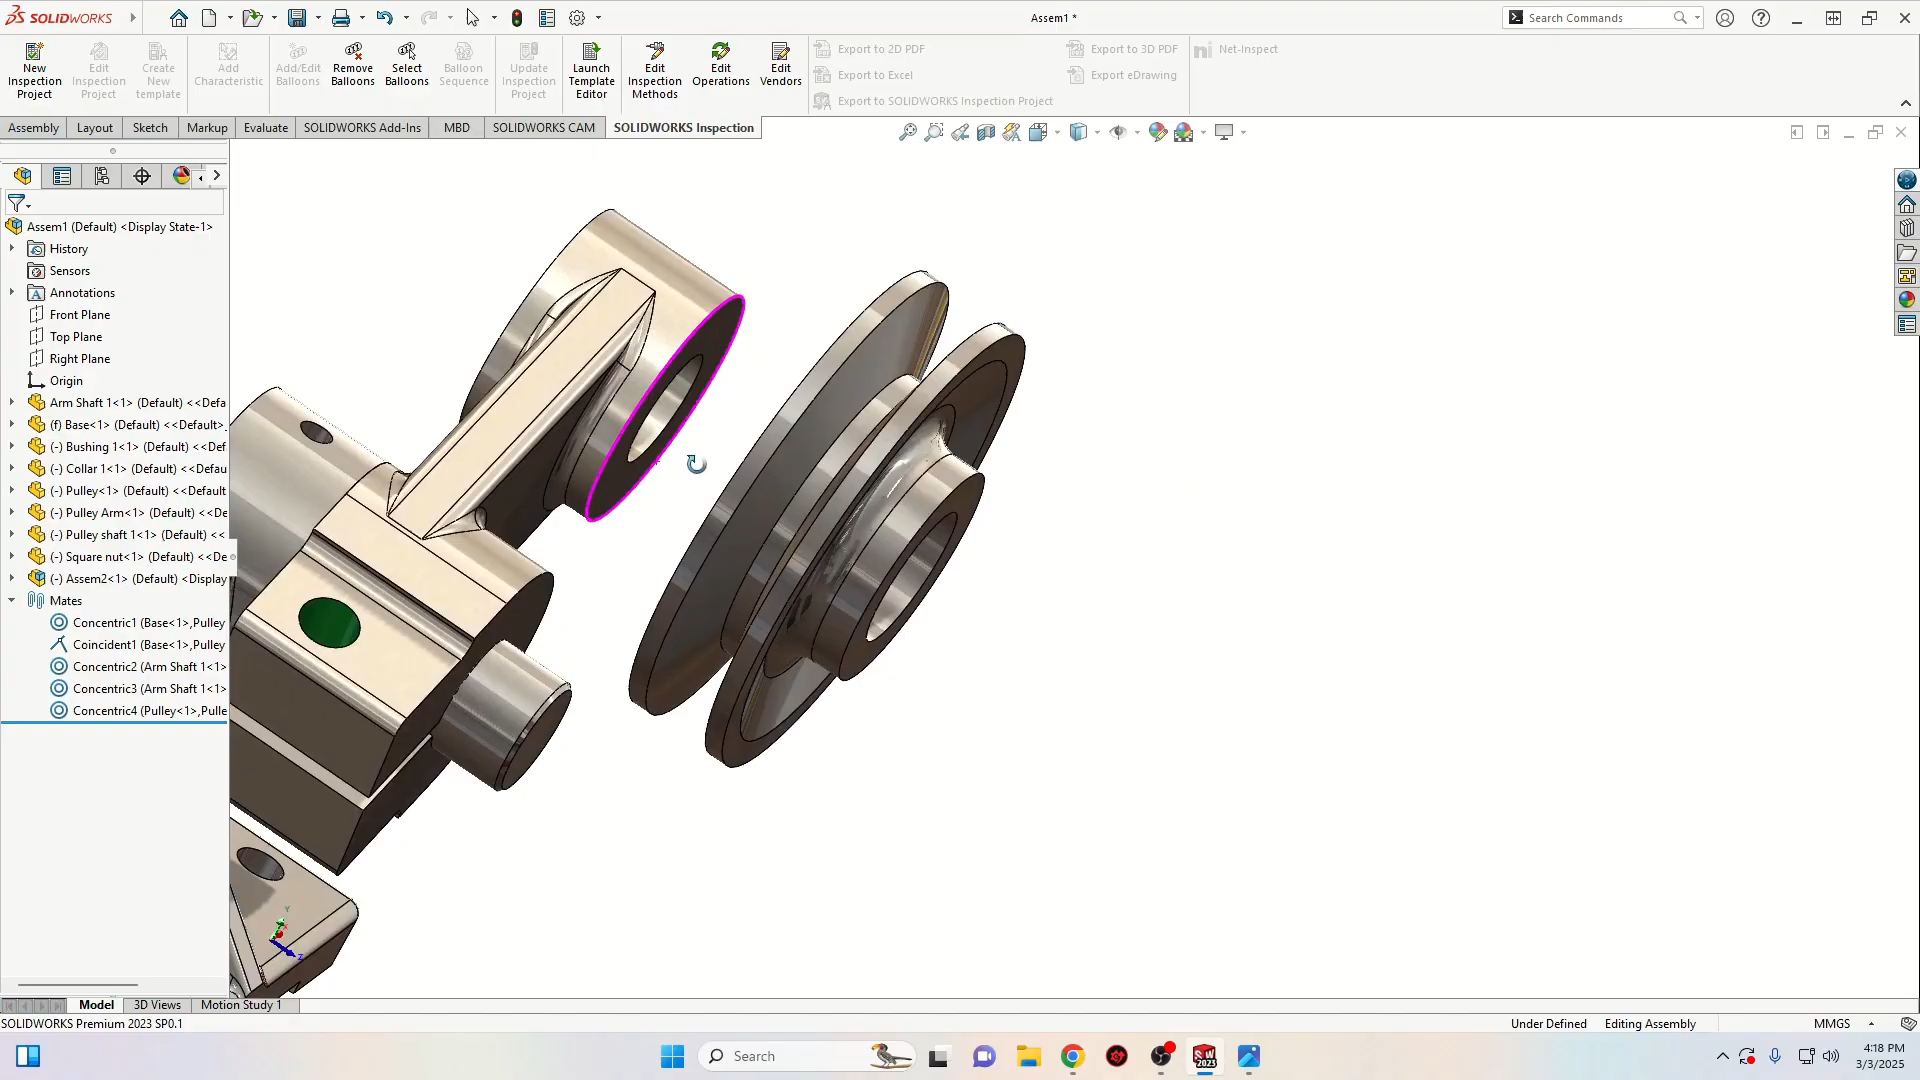 SOLIDWORKS
Assem1 *
Search Commands
New Inspection Project
Edit Inspection Project
Create New template
Add Characteristic
Add/Edit Balloons
Remove Balloons
Select Balloons
Balloon Sequence
Update Inspection Project
Launch Template Editor
Edit Inspection Methods
Edit Operations
Edit Vendors
Export to 2D PDF
Export to Excel
Export to SOLIDWORKS Inspection Project
Export to 3D PDF
Export eDrawing
Net-Inspect
Assembly
Layout
Sketch
Markup
Evaluate
SOLIDWORKS Add-Ins
MBD
SOLIDWORKS CAM
SOLIDWORKS Inspection
Assem1 (Default) <Display State-1>
History
Sensors
Annotations
Front Plane
Top Plane
Right Plane
Origin
Arm Shaft 1<1> (Default) <<Defa
(f) Base<1> (Default) <<Default>_
(-) Bushing 1<1> (Default) <<Def
(-) Collar 1<1> (Default) <<Defa
(-) Pulley<1> (Default) <<Default
(-) Pulley Arm<1> (Default) <<De
(-) Pulley shaft 1<1> (Default) <<
(-) Square nut<1> (Default) <<De
(-) Assem2<1> (Default) <Display
Mates
Concentric1 (Base<1>,Pulley
Coincident1 (Base<1>,Pulley
Concentric2 (Arm Shaft 1<1>
Concentric3 (Arm Shaft 1<1>
Concentric4 (Pulley<1>,Pulle
Y
X
Z
Model
3D Views
Motion Study 1
SOLIDWORKS Premium 2023 SP0.1
Under Defined
Editing Assembly
MMGS
Search
SW
2023
4:18 PM
3/3/2025